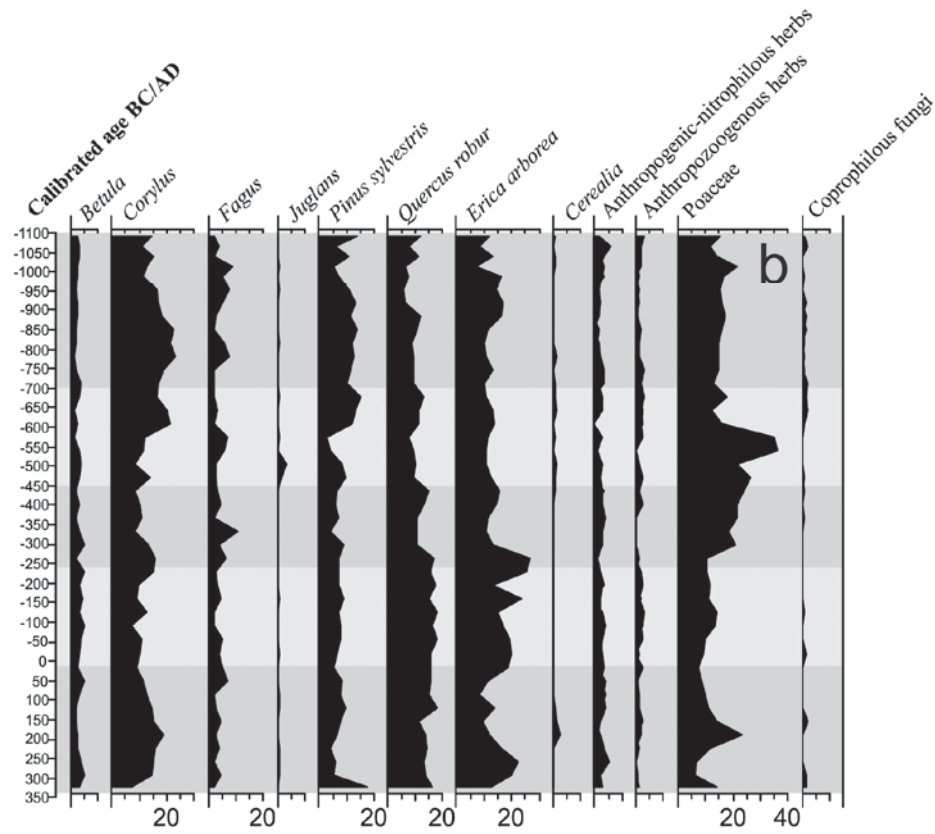 Calibrated age BC/AD
Betula
Corylus
Fagus
Juglans
Pinus sylvestris
Quercus robur
Erica arborea
Cerealia
Anthropogenic-nitrophilous herbs
Anthropozoogenous herbs
Poaceae
Coprophilous fungi
b
-1100
-1050
-1000
-950
-900
-850
-800
-750
-700
-650
-600
-550
-500
-450
-400
-350
-300
-250
-200
-150
-100
-50
0
50
100
150
200
250
300
350
20 20 20 20 20 20 40